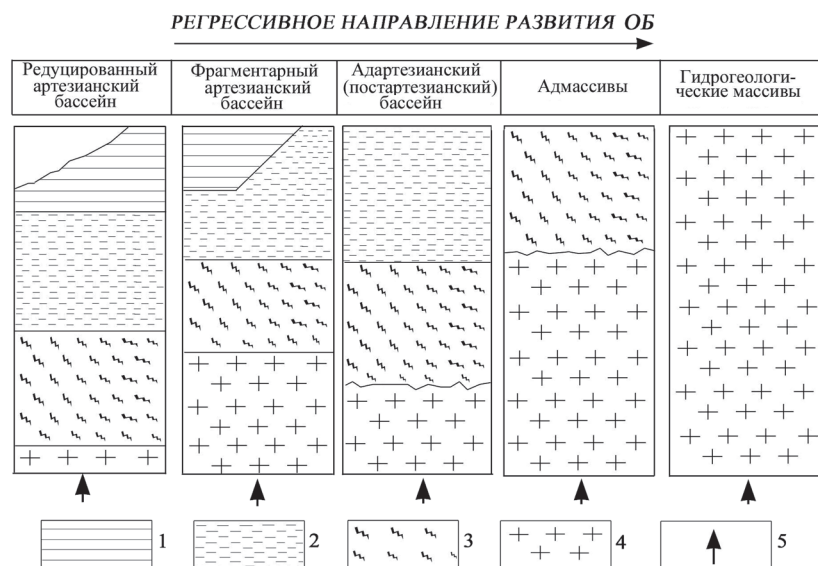 РЕГРЕССИВНОЕ НАПРАВЛЕНИЕ РАЗВИТИЯ ОБ
Редуцированный
артезианский
бассейн
Фрагментарный
артезианский
бассейн
Адартезианский
(постартезианский)
бассейн
Адмассивы
Гидрогеологи-
ческие массивы
1
2
3
4
5